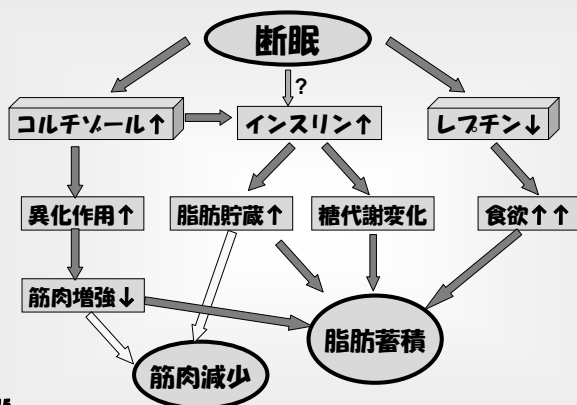 断眠
?
コルチゾール↑
インスリン↑
レプチン↓
異化作用↑
脂肪貯蔵↑
糖代謝変化
食欲↑↑
筋肉増強↓
脂肪蓄積
筋肉減少